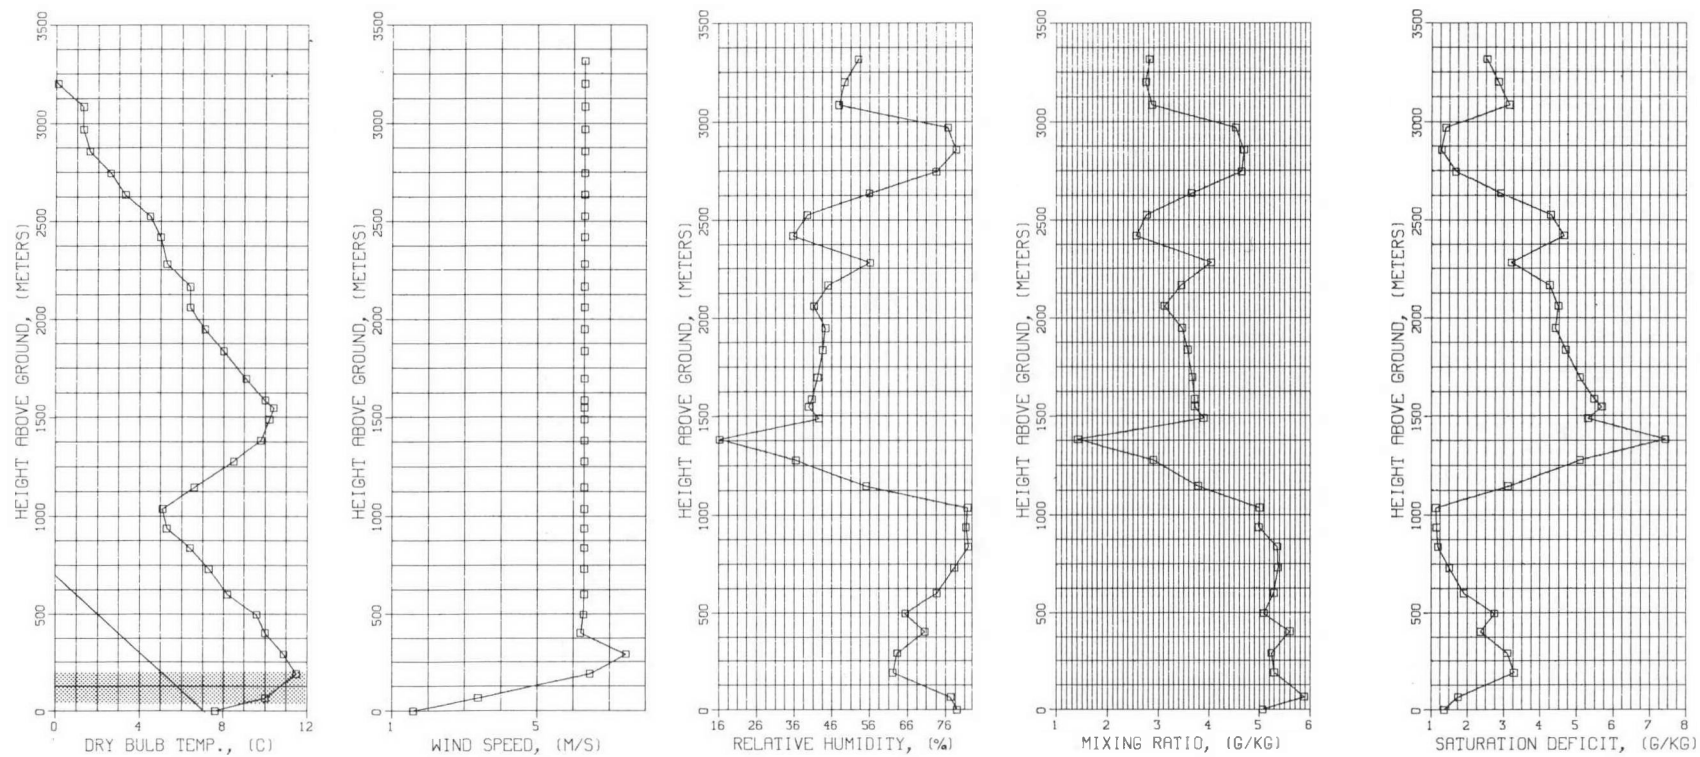 3500
3000
2500
2000
1500
1000
500
0
HEIGHT ABOVE GROUND, (METERS)
0 2 4 6 8 10 12
DRY BULB TEMP., (C)
3500
3000
2500
2000
1500
1000
500
0
HEIGHT ABOVE GROUND, (METERS)
1 5
WIND SPEED, (M/S)
3500
3000
2500
2000
1500
1000
500
0
HEIGHT ABOVE GROUND, (METERS)
16 26 36 46 56 66 76
RELATIVE HUMIDITY, (%)
3500
3000
2500
2000
1500
1000
500
0
HEIGHT ABOVE GROUND, (METERS)
1 2 3 4 5 6
MIXING RATIO, (G/KG)
3500
3000
2500
2000
1500
1000
500
0
HEIGHT ABOVE GROUND, (METERS)
1 2 3 4 5 6 7 8
SATURATION DEFICIT, (G/KG)